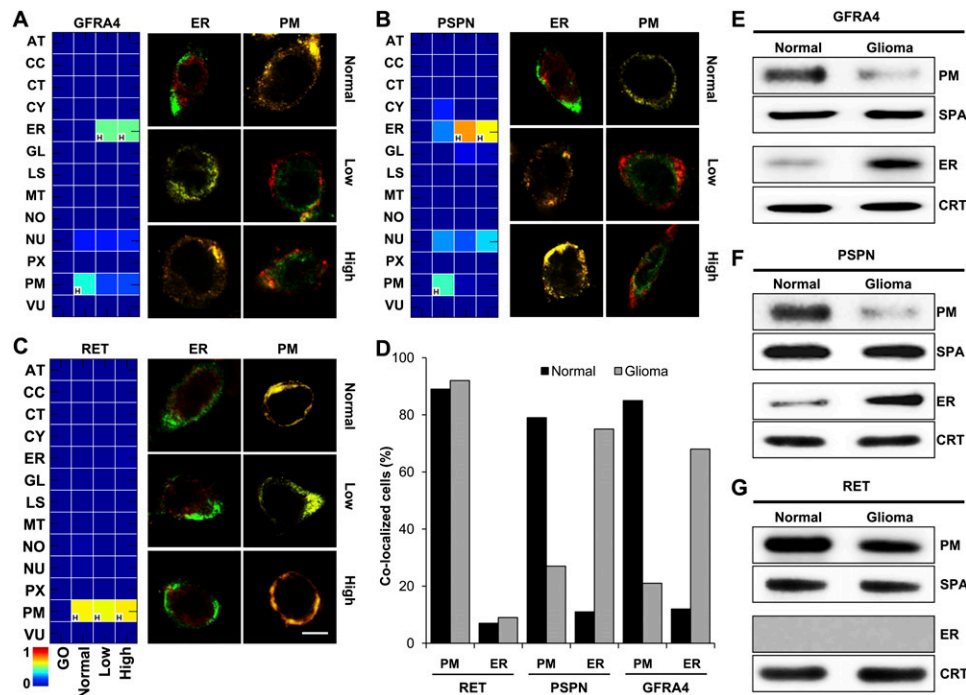 A
GFRA4
ER
PM
AT
CC
CT
CY
ER
GL
LS
MT
NO
NU
PX
PM
VU
H
H
H
Normal
Low
High
B
PSPN
ER
PM
AT
CC
CT
CY
ER
GL
LS
MT
NO
NU
PX
PM
VU
H
H
H
Normal
Low
High
C
RET
ER
PM
AT
CC
CT
CY
ER
GL
LS
MT
NO
NU
PX
PM
VU
H
H
H
1
0
GO
Normal
Low
High
Normal
Low
High
D
Normal
Glioma
Co-localized cells (%)
100
80
60
40
20
0
PM
ER
PM
ER
PM
ER
RET
PSPN
GFRA4
E
GFRA4
Normal
Glioma
PM
SPA
ER
CRT
F
PSPN
Normal
Glioma
PM
SPA
ER
CRT
G
RET
Normal
Glioma
PM
SPA
ER
CRT